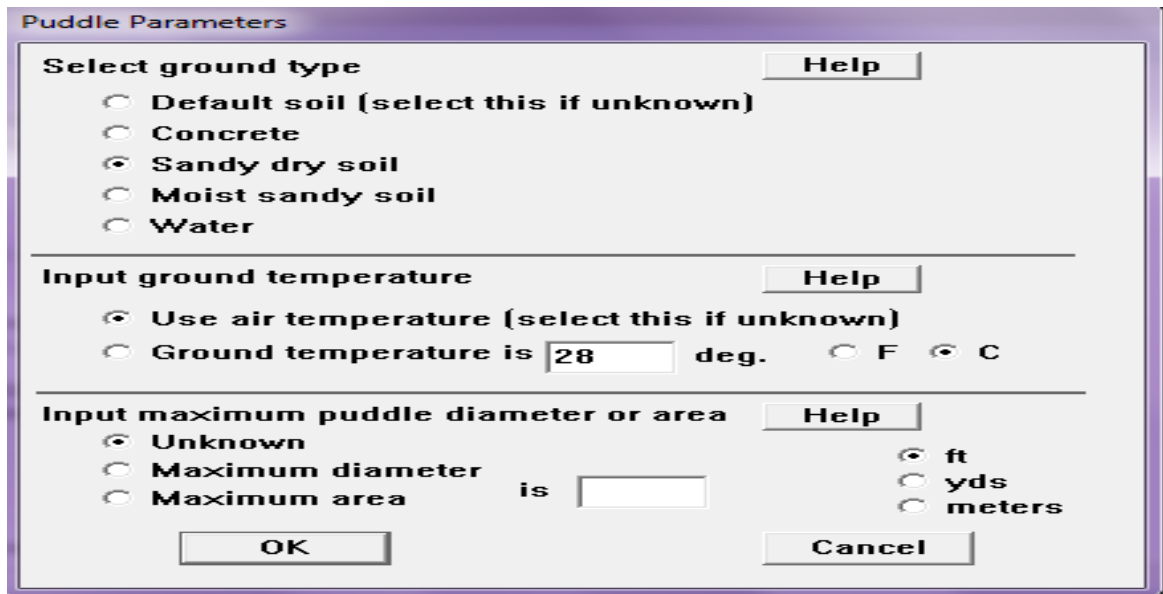 Puddle Parameters
Select ground type Help
Default soil (select this if unknown)
Concrete
Sandy dry soil
Moist sandy soil
Water
Input ground temperature Help
Use air temperature (select this if unknown)
Ground temperature is 28 deg. F C
Input maximum puddle diameter or area Help
Unknown
ft
Maximum diameter
yds
is
Maximum area
meters
OK Cancel